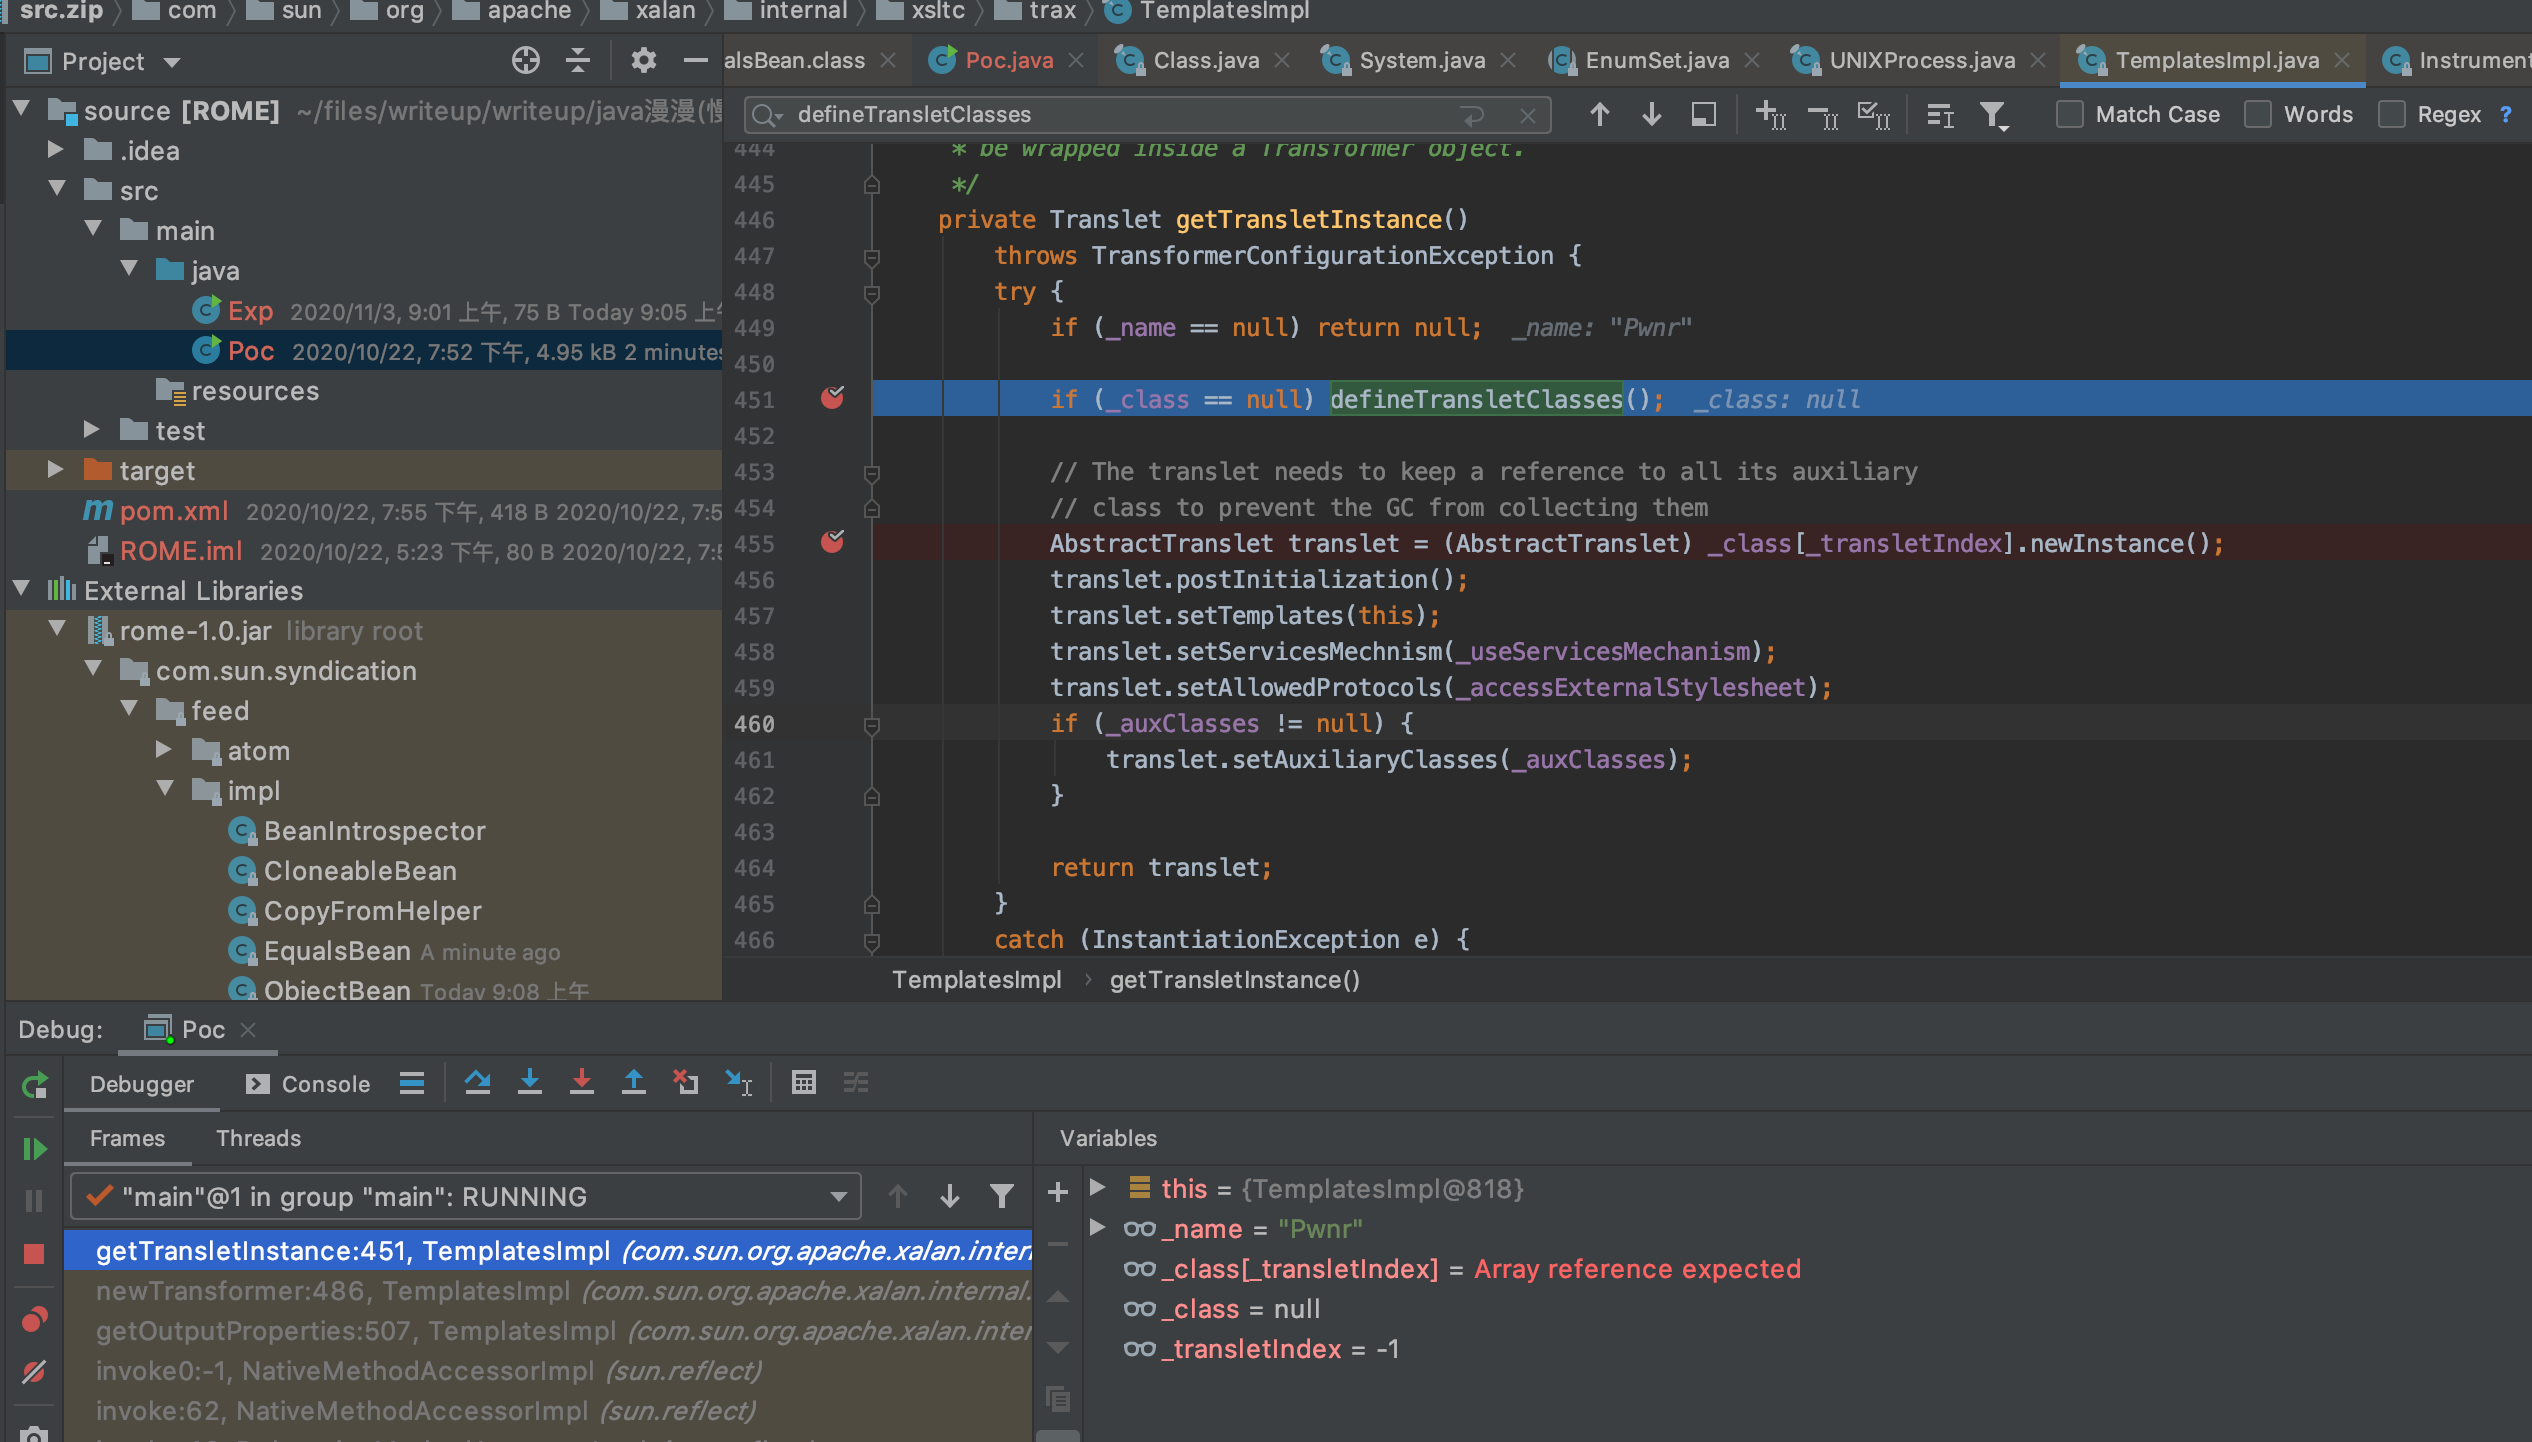 src.zip com sun org apache xalan internal xsltc trax TemplatesImpl
Project
alsBean.class Poc.java Class.java System.java EnumSet.java UNIXProcess.java TemplatesImpl.java Instrument
source [ROME] ~/files/writeup/writeup/java漫漫(慢
.idea
src
main
java
Exp 2020/11/3, 9:01 上午, 75 B Today 9:05 上午
Poc 2020/10/22, 7:52 下午, 4.95 kB 2 minutes
resources
test
target
pom.xml 2020/10/22, 7:55 下午, 418 B 2020/10/22, 7:5
ROME.iml 2020/10/22, 5:23 下午, 80 B 2020/10/22, 7:5
External Libraries
rome-1.0.jar library root
com.sun.syndication
feed
atom
impl
BeanIntrospector
CloneableBean
CopyFromHelper
EqualsBean A minute ago
ObjectBean Today 9:08 上午
defineTransletClasses
Match Case Words Regex ?
444 * be wrapped inside a Transformer object.
445 */
446 private Translet getTransletInstance()
447 throws TransformerConfigurationException {
448 try {
449 if (_name == null) return null; _name: "Pwnr"
450
451 if (_class == null) defineTransletClasses(); _class: null
452
453 // The translet needs to keep a reference to all its auxiliary
454 // class to prevent the GC from collecting them
455 AbstractTranslet translet = (AbstractTranslet) _class[_transletIndex].newInstance();
456 translet.postInitialization();
457 translet.setTemplates(this);
458 translet.setServicesMechnism(_useServicesMechanism);
459 translet.setAllowedProtocols(_accessExternalStylesheet);
460 if (_auxClasses != null) {
461 translet.setAuxiliaryClasses(_auxClasses);
462 }
463
464 return translet;
465 }
466 catch (InstantiationException e) {
TemplatesImpl › getTransletInstance()
Debug: Poc
Debugger Console
Frames Threads
"main"@1 in group "main": RUNNING
getTransletInstance:451, TemplatesImpl (com.sun.org.apache.xalan.intern
newTransformer:486, TemplatesImpl (com.sun.org.apache.xalan.internal.
getOutputProperties:507, TemplatesImpl (com.sun.org.apache.xalan.inter
invoke0:-1, NativeMethodAccessorImpl (sun.reflect)
invoke:62, NativeMethodAccessorImpl (sun.reflect)
Variables
this = {TemplatesImpl@818}
_name = "Pwnr"
_class[_transletIndex] = Array reference expected
_class = null
_transletIndex = -1